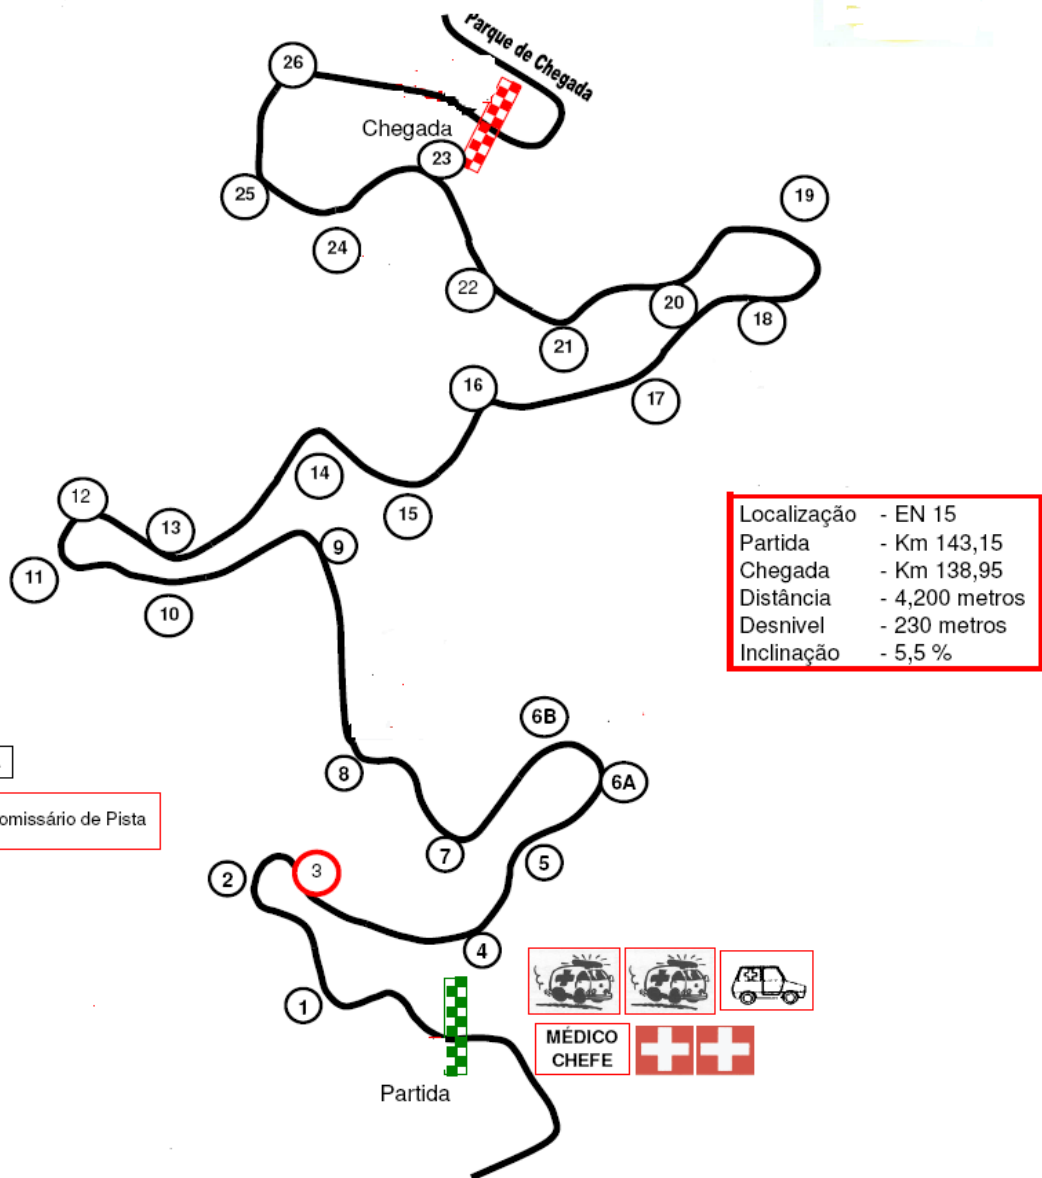 Parque de Chegada
26
Chegada
23
25
24
19
22
20
18
21
16
17
14
12
15
13
9
11
10
Localização - EN 15
Partida - Km 143,15
Chegada - Km 138,95
Distância - 4,200 metros
Desnivel - 230 metros
Inclinação - 5,5 %
6B
8
6A
omissário de Pista
7
5
3
2
4
1
MÉDICO
CHEFE
Partida